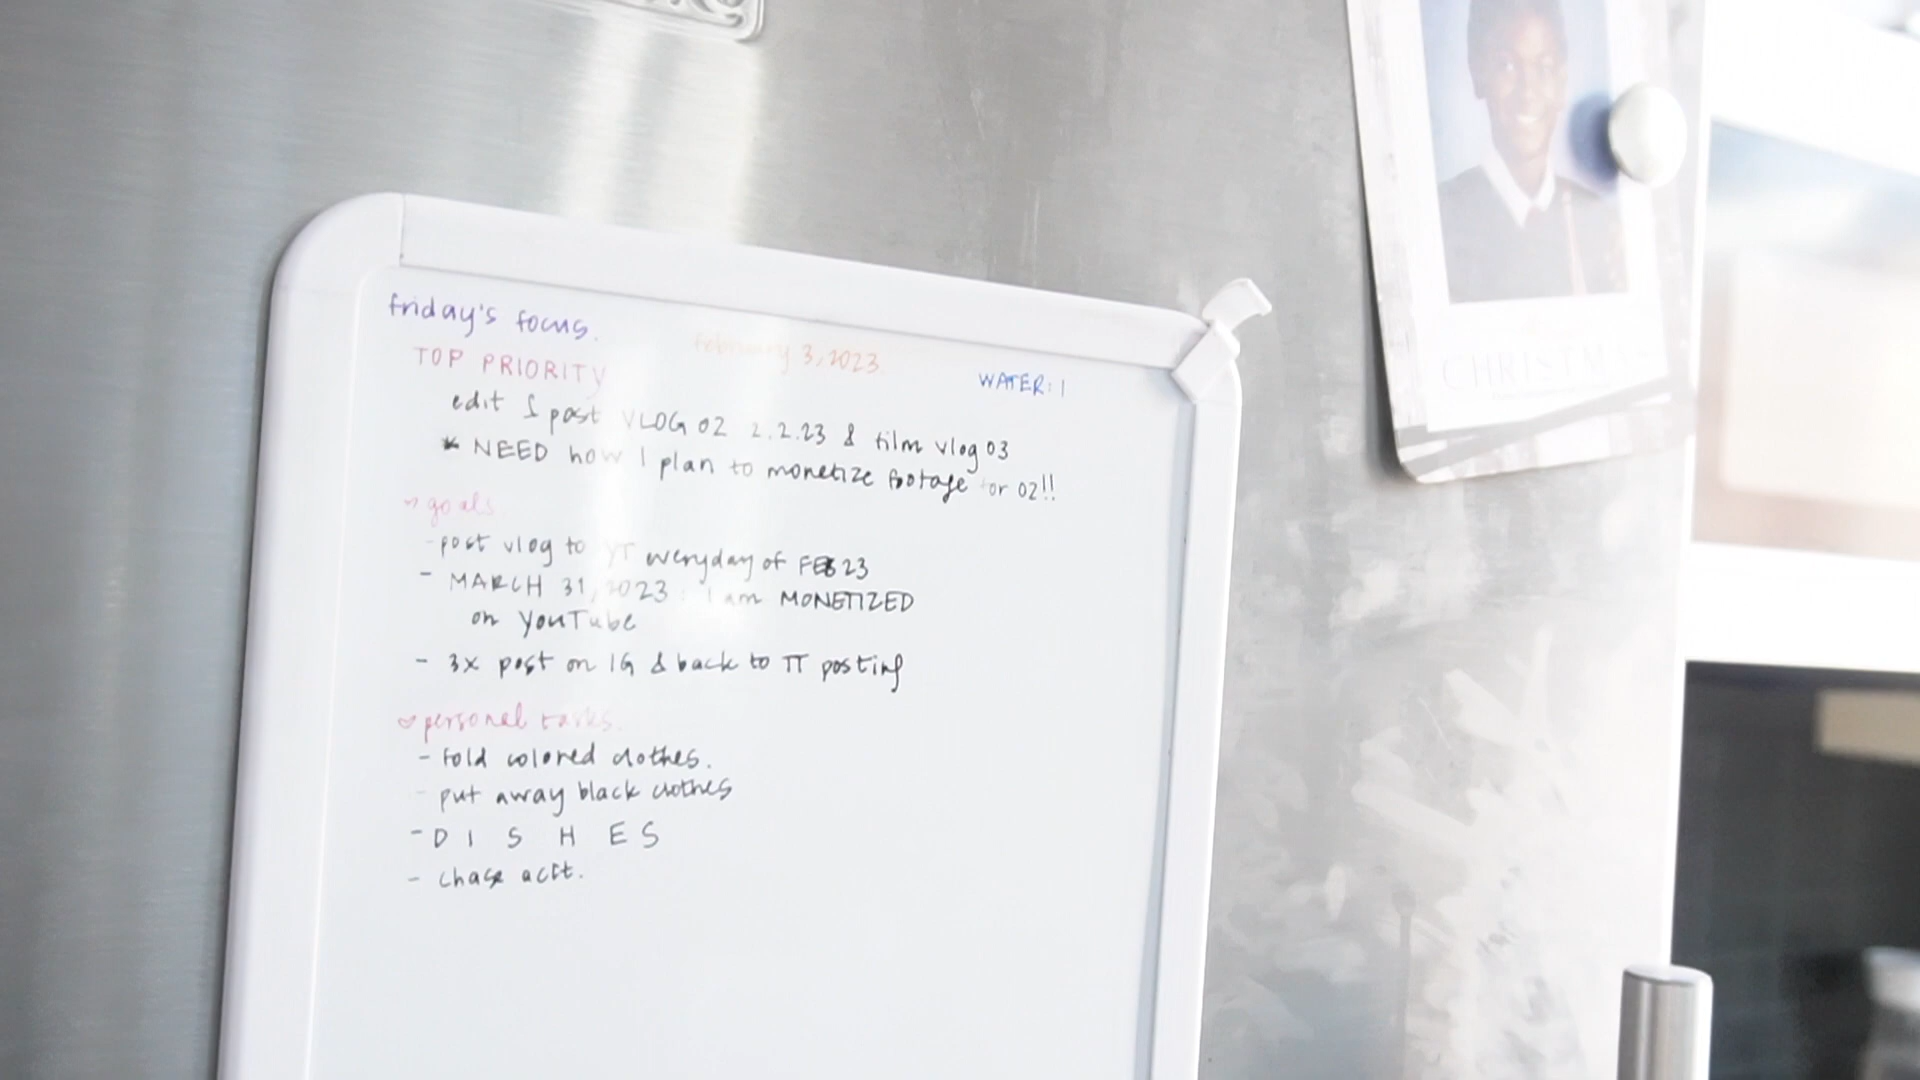 friday's focus.
february 3, 2023
WATER: 1
TOP PRIORITY
edit & post VLOG 02 2.2.23 & film vlog 03
* NEED how I plan to monetize footage for 02!!
goals
- post vlog to YT everyday of FEB 23
- MARCH 31, 2023: I am MONETIZED
on YouTube
- 3x post on IG & back to TT posting
♡ personal tasks.
- fold colored clothes.
- put away black clothes
- D I S H E S
- chase acct.
CHRISTMAS